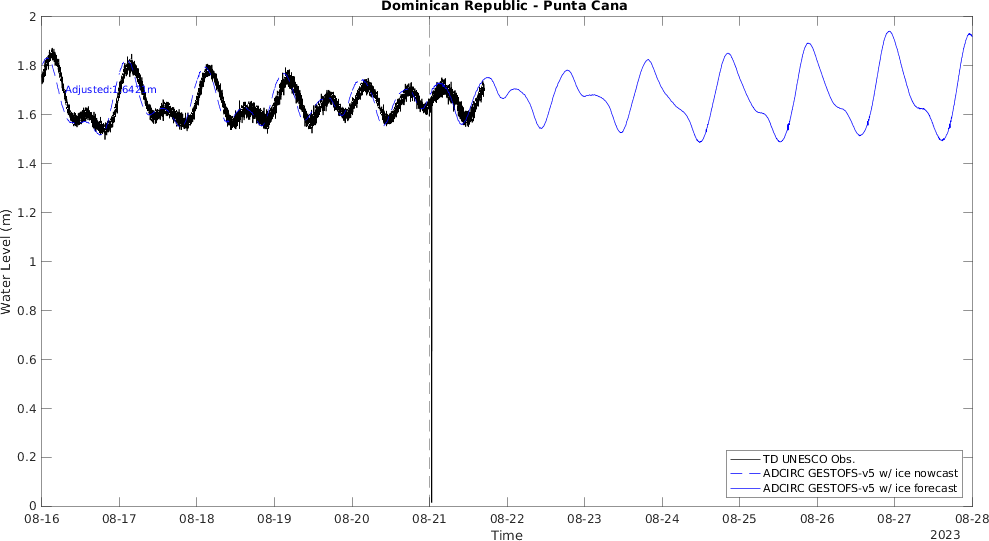 Dominican Republic - Punta Cana
2
1.8
1.6
1.4
1.2
1
0.8
0.6
0.4
0.2
0
Water Level (m)
Adjusted:1.6421m
TD UNESCO Obs.
ADCIRC GESTOFS-v5 w/ ice nowcast
ADCIRC GESTOFS-v5 w/ ice forecast
08-16 08-17 08-18 08-19 08-20 08-21 08-22 08-23 08-24 08-25 08-26 08-27 08-28
Time
2023